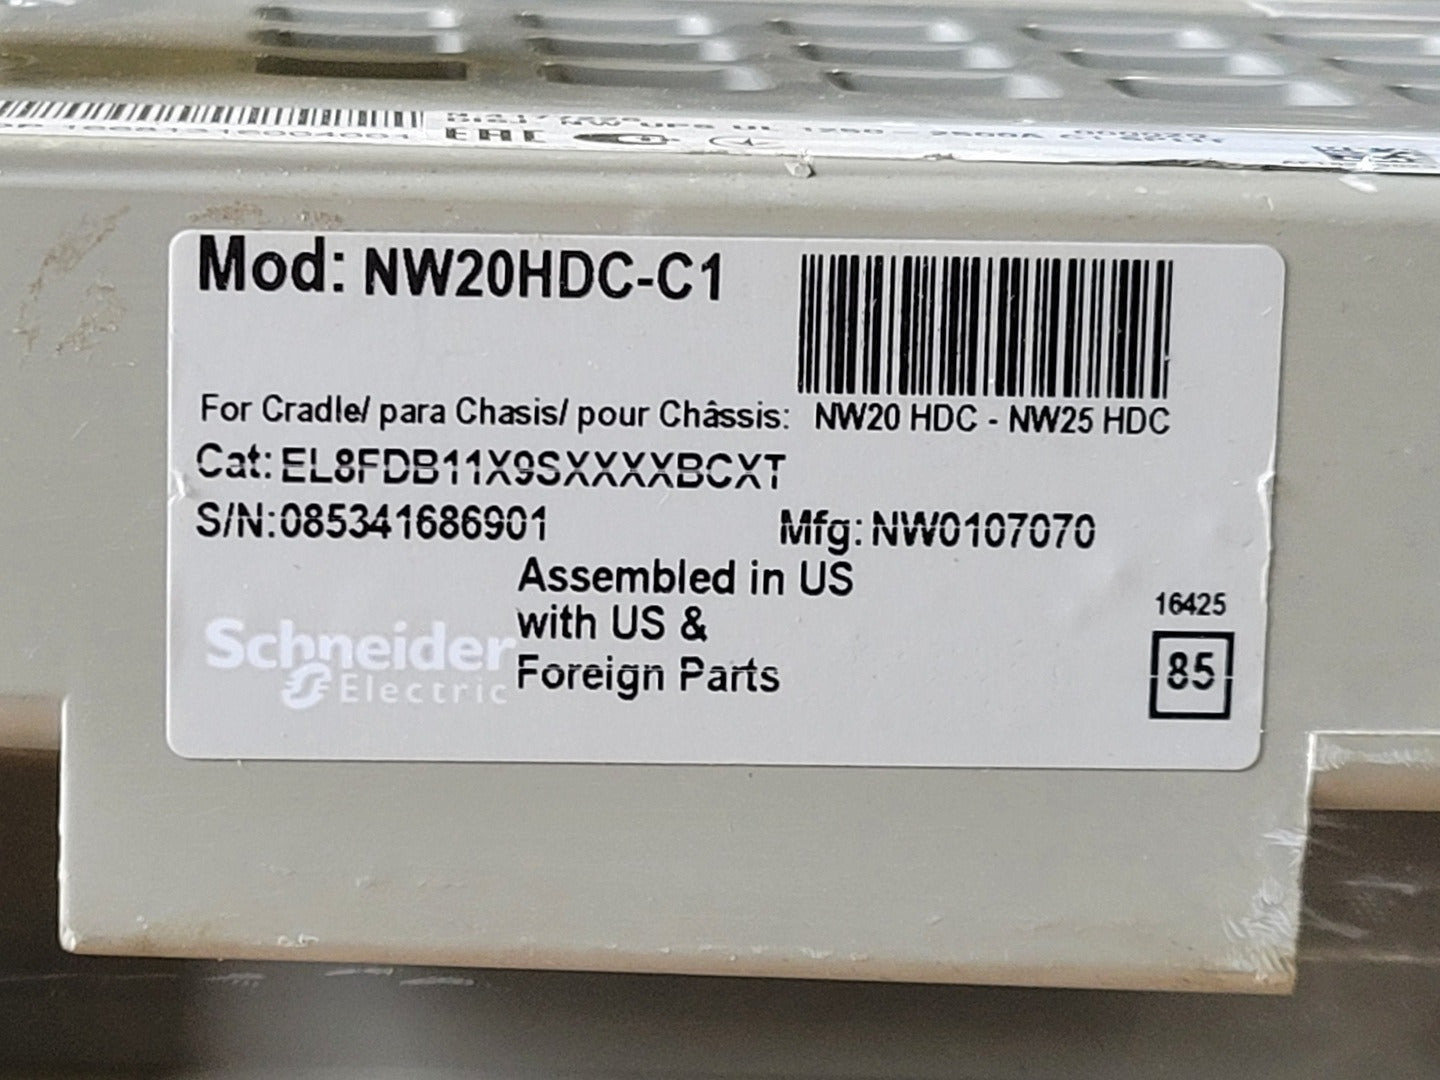 EAC
Mod: NW20HDC-C1
For Cradle/ para Chasis/ pour Châssis: NW20 HDC - NW25 HDC
Cat: EL8FDB11X9SXXXXBCXT
S/N:085341686901 Mfg: NW0107070
Assembled in US
with US &
Foreign Parts
Schneider
Electric
16425
85